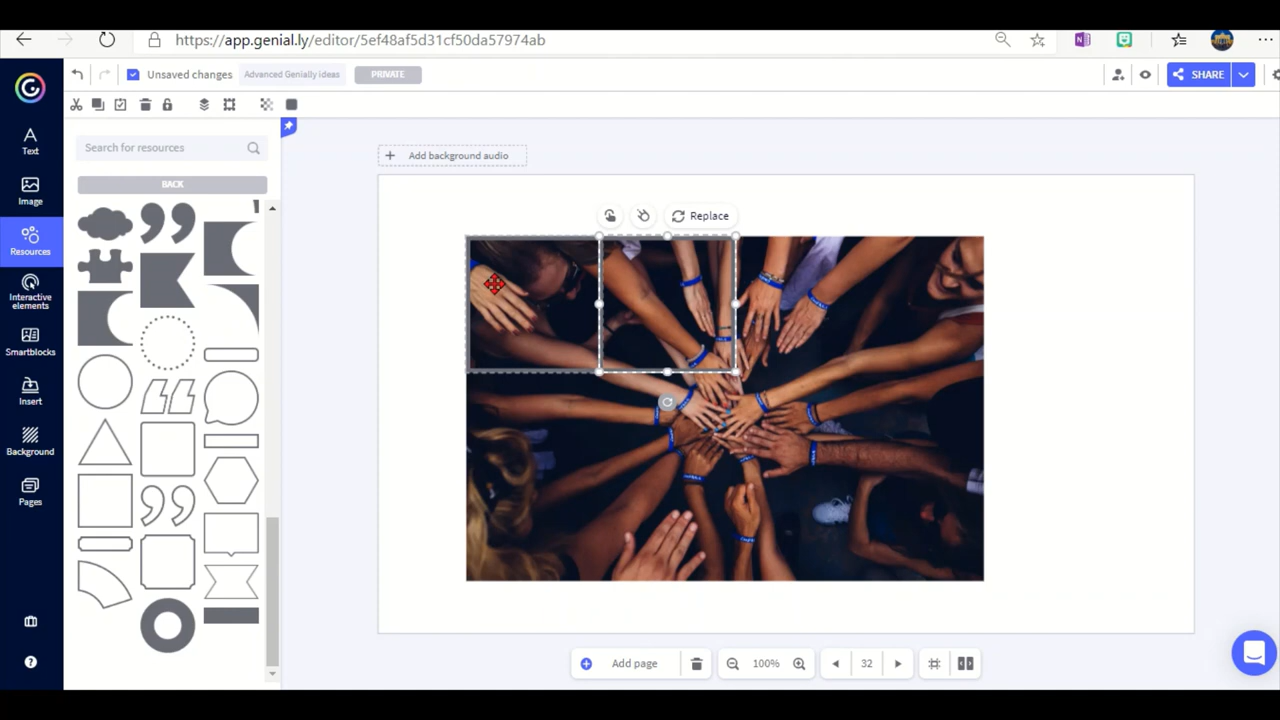 https://app.genial.ly/editor/5ef48af5d31cf50da57974ab
Unsaved changes
Advanced Genially ideas
PRIVATE
SHARE
Text
Image
Resources
Interactive
elements
Smartblocks
Insert
Background
Pages
Search for resources
BACK
Add background audio
Replace
Add page
100%
32